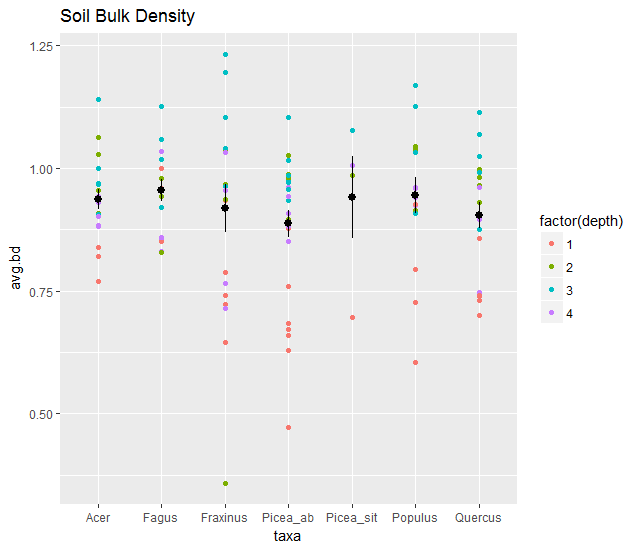 Soil Bulk Density
1.25
1.00
0.75
0.50
avg.bd
Acer Fagus Fraxinus Picea_ab Picea_sit Populus Quercus
taxa
factor(depth)
1
2
3
4